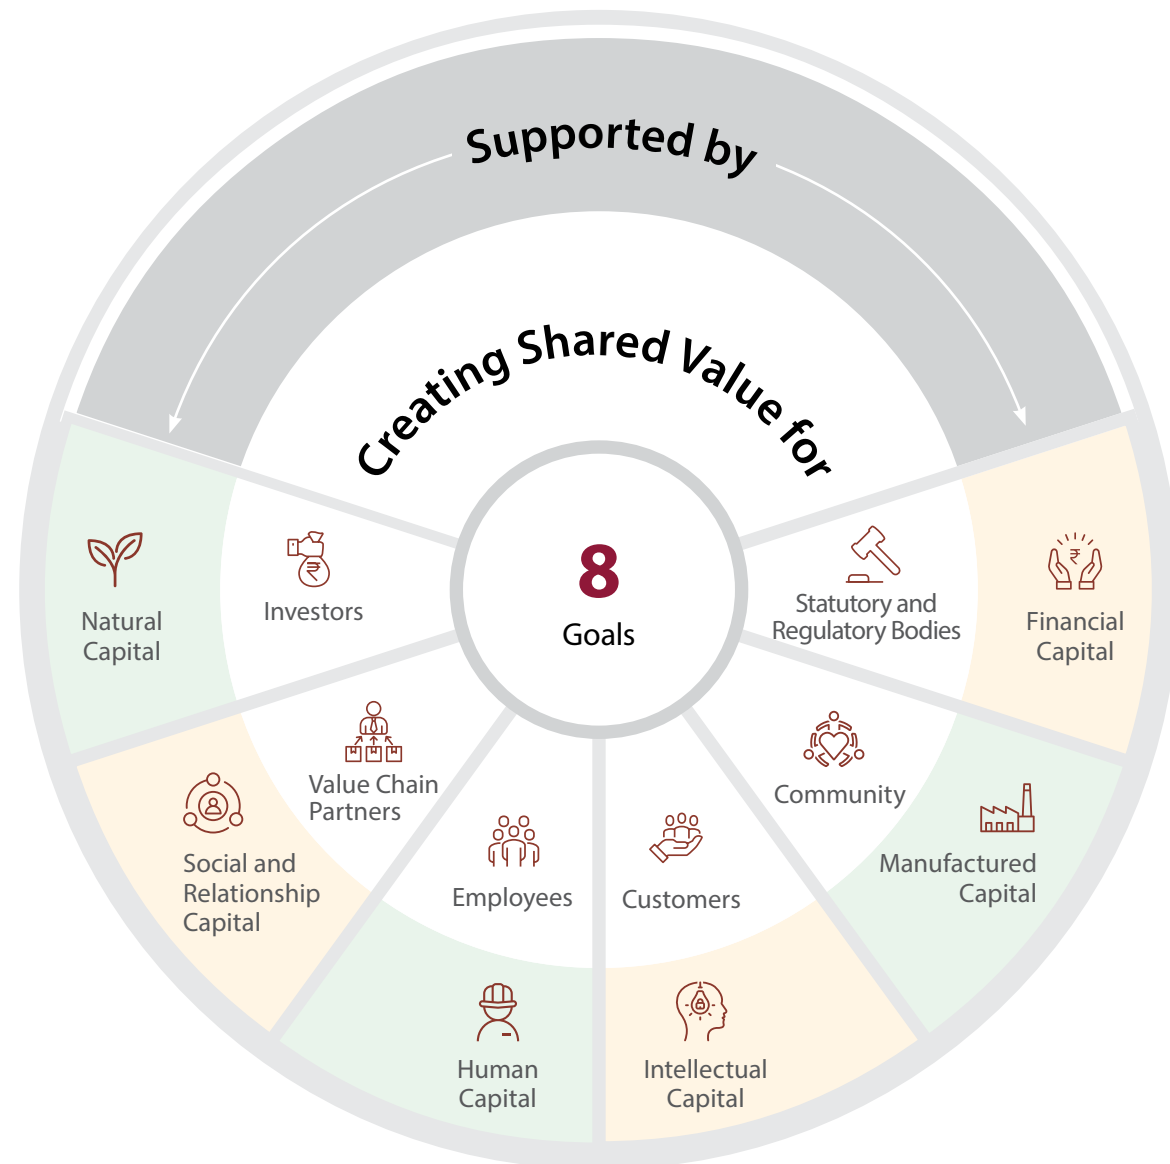 Supported by
Creating Shared Value for
8
Goals
Natural
Capital
Investors
Statutory and
Regulatory Bodies
Financial
Capital
Value Chain
Partners
Community
Social and
Relationship
Capital
Employees
Customers
Manufactured
Capital
Human
Capital
Intellectual
Capital